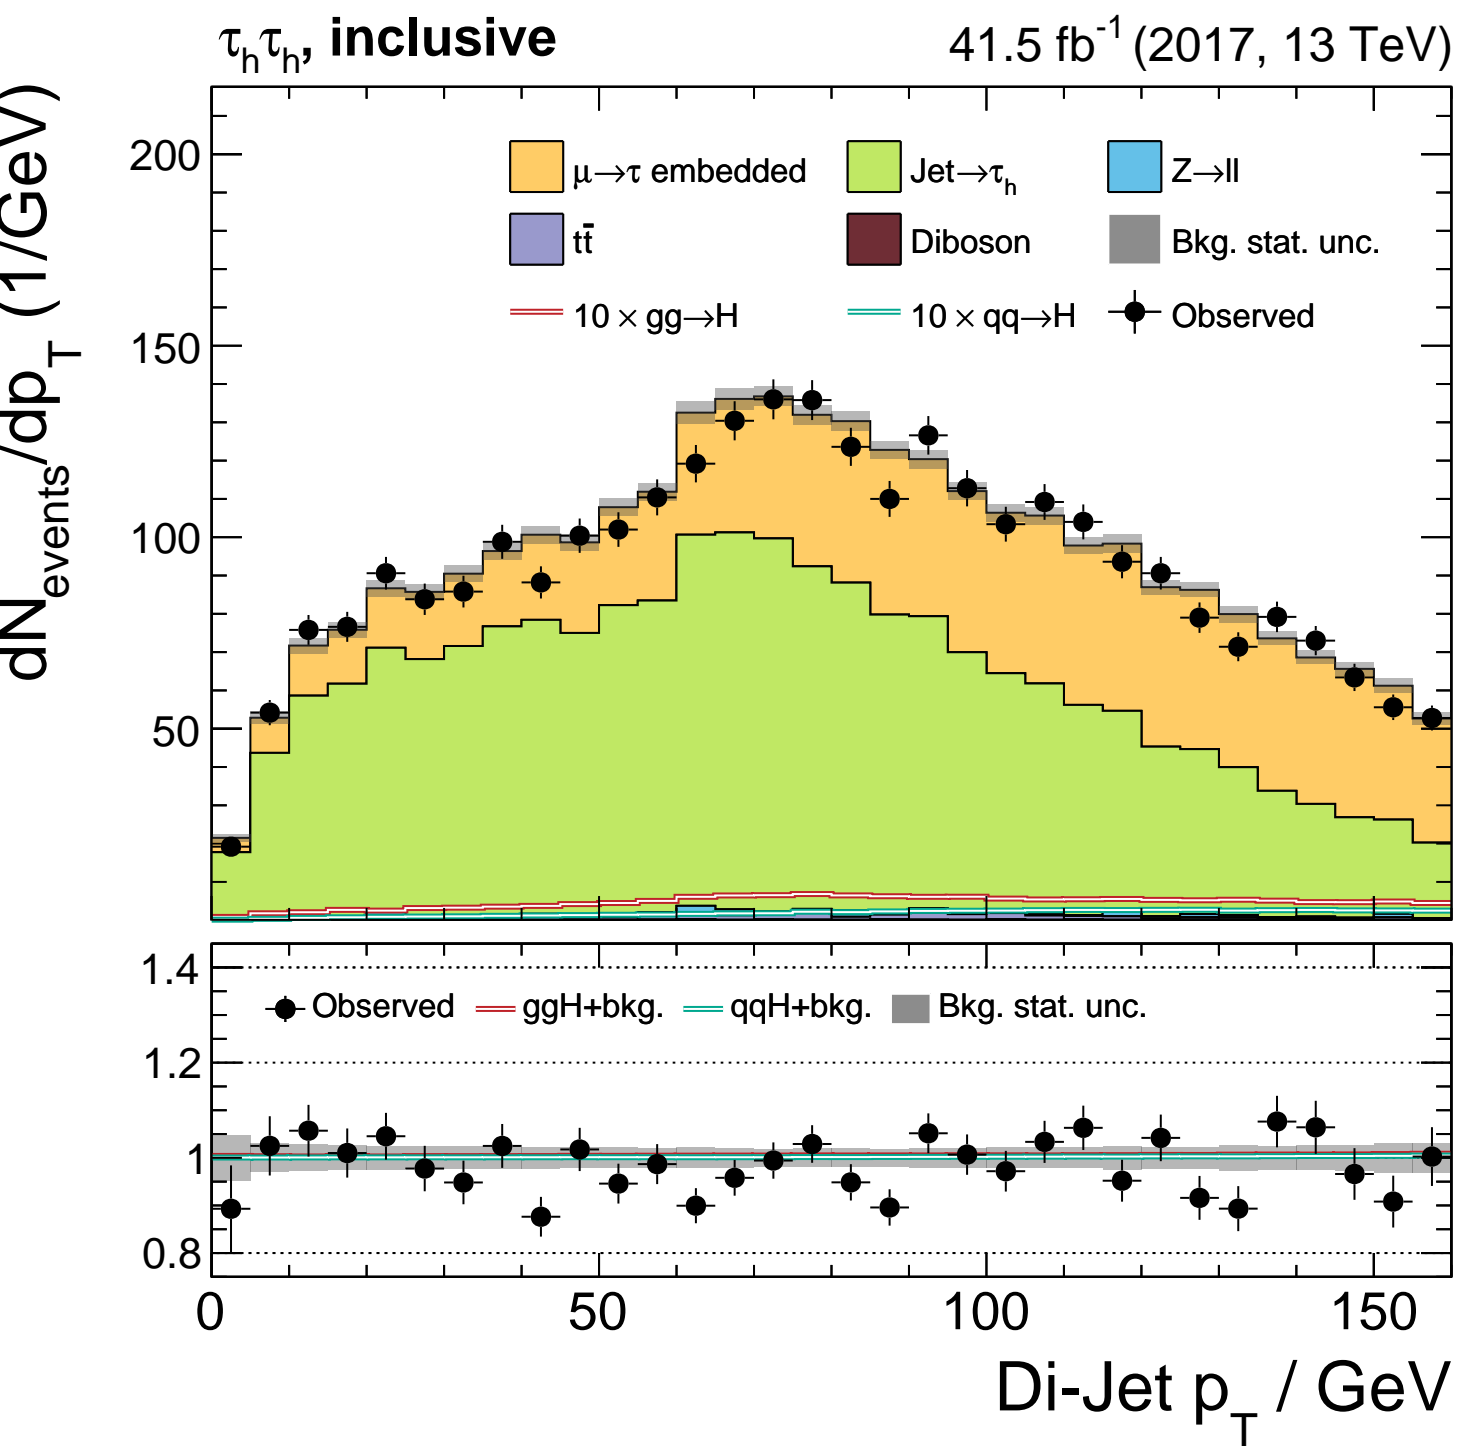 τhτh, inclusive 41.5 fb-1 (2017, 13 TeV)
dNevents/dpT (1/GeV)
200
μ→τ embedded Jet→τh Z→ll
tt̄ Diboson Bkg. stat. unc.
10 × gg→H 10 × qq→H Observed
150
100
50
1.4
Observed ggH+bkg. qqH+bkg. Bkg. stat. unc.
1.2
1
0.8
0 50 100 150
Di-Jet pT / GeV